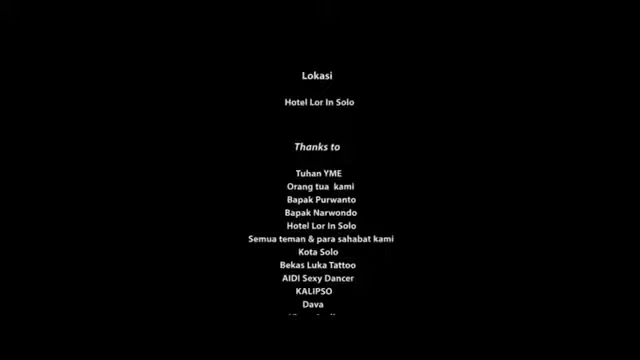 Lokasi
Hotel Lor In Solo
Thanks to
Tuhan YME
Orang tua kami
Bapak Purwanto
Bapak Narwondo
Hotel Lor In Solo
Semua teman & para sahabat kami
Kota Solo
Bekas Luka Tattoo
AIDI Sexy Dancer
KALIPSO
Dava